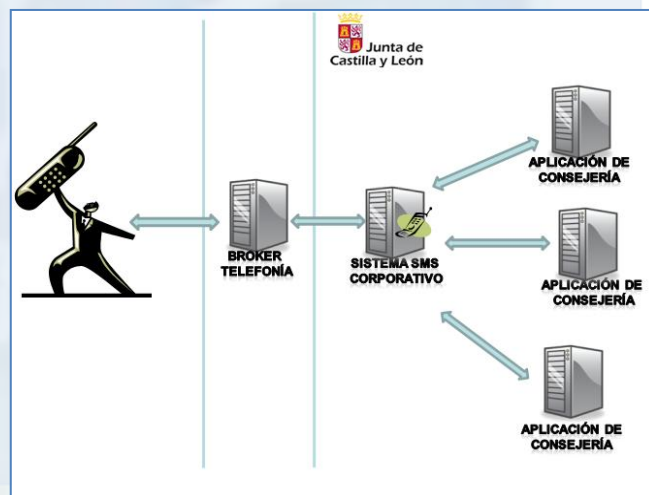 Junta de
Castilla y León
APLICACIÓN DE
CONSEJERÍA
BROKER
TELEFONÍA
SISTEMA SMS
CORPORATIVO
APLICACIÓN DE
CONSEJERÍA
APLICACIÓN DE
CONSEJERÍA